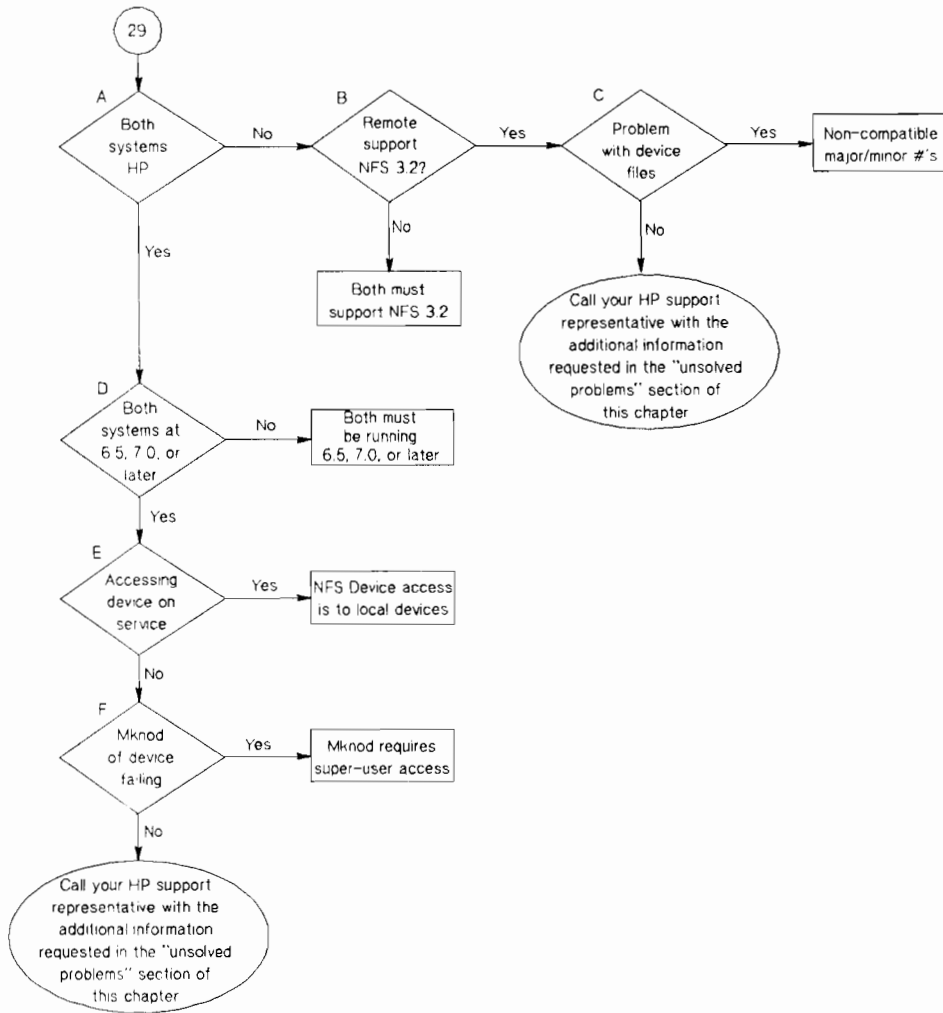 29
A
Both
systems
HP
No
B
Remote
support
NFS 3.2?
Yes
C
Problem
with device
files
Yes
Non-compatible
major/minor #'s
Yes
No
Both must
support NFS 3.2
No
Call your HP support
representative with the
additional information
requested in the "unsolved
problems" section of
this chapter
D
Both
systems at
6.5, 7.0, or
later
No
Both must
be running
6.5, 7.0, or later
Yes
E
Accessing
device on
service
Yes
NFS Device access
is to local devices
No
F
Mknod
of device
failing
Yes
Mknod requires
super-user access
No
Call your HP support
representative with the
additional information
requested in the "unsolved
problems" section of
this chapter